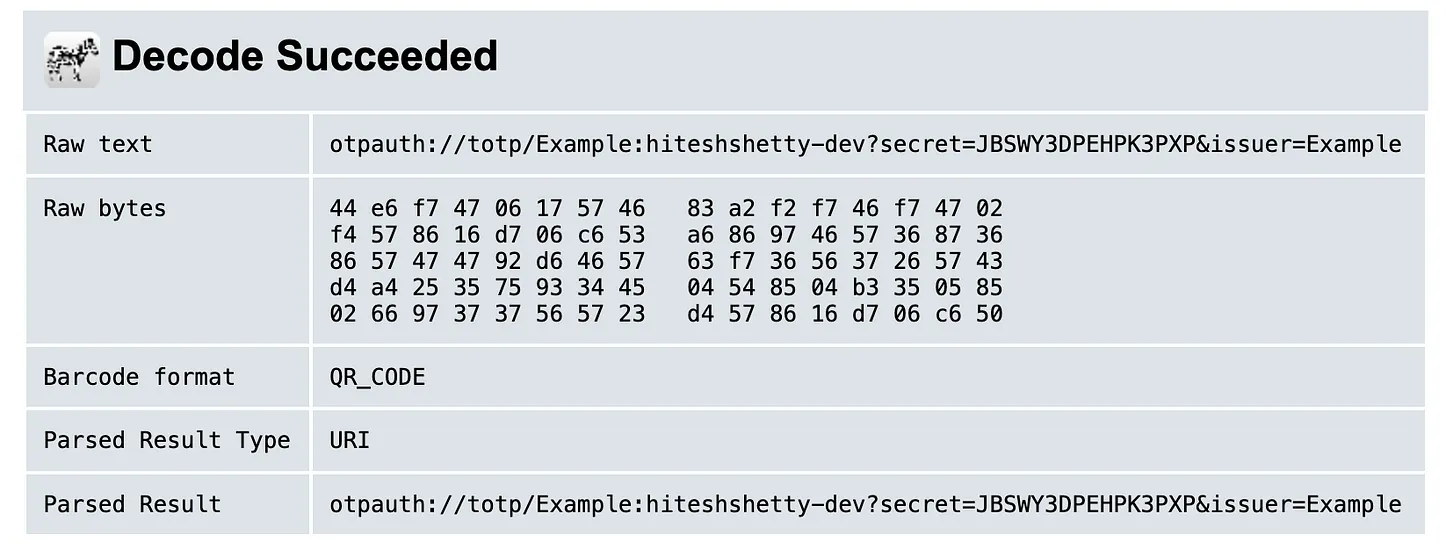 Decode Succeeded
Raw text otpauth://totp/Example:hiteshshetty-dev?secret=JBSWY3DPEHPK3PXP&issuer=Example
Raw bytes 44 e6 f7 47 06 17 57 46 83 a2 f2 f7 46 f7 47 02
f4 57 86 16 d7 06 c6 53 a6 86 97 46 57 36 87 36
86 57 47 47 92 d6 46 57 63 f7 36 56 37 26 57 43
d4 a4 25 35 75 93 34 45 04 54 85 04 b3 35 05 85
02 66 97 37 37 56 57 23 d4 57 86 16 d7 06 c6 50
Barcode format QR_CODE
Parsed Result Type URI
Parsed Result otpauth://totp/Example:hiteshshetty-dev?secret=JBSWY3DPEHPK3PXP&issuer=Example